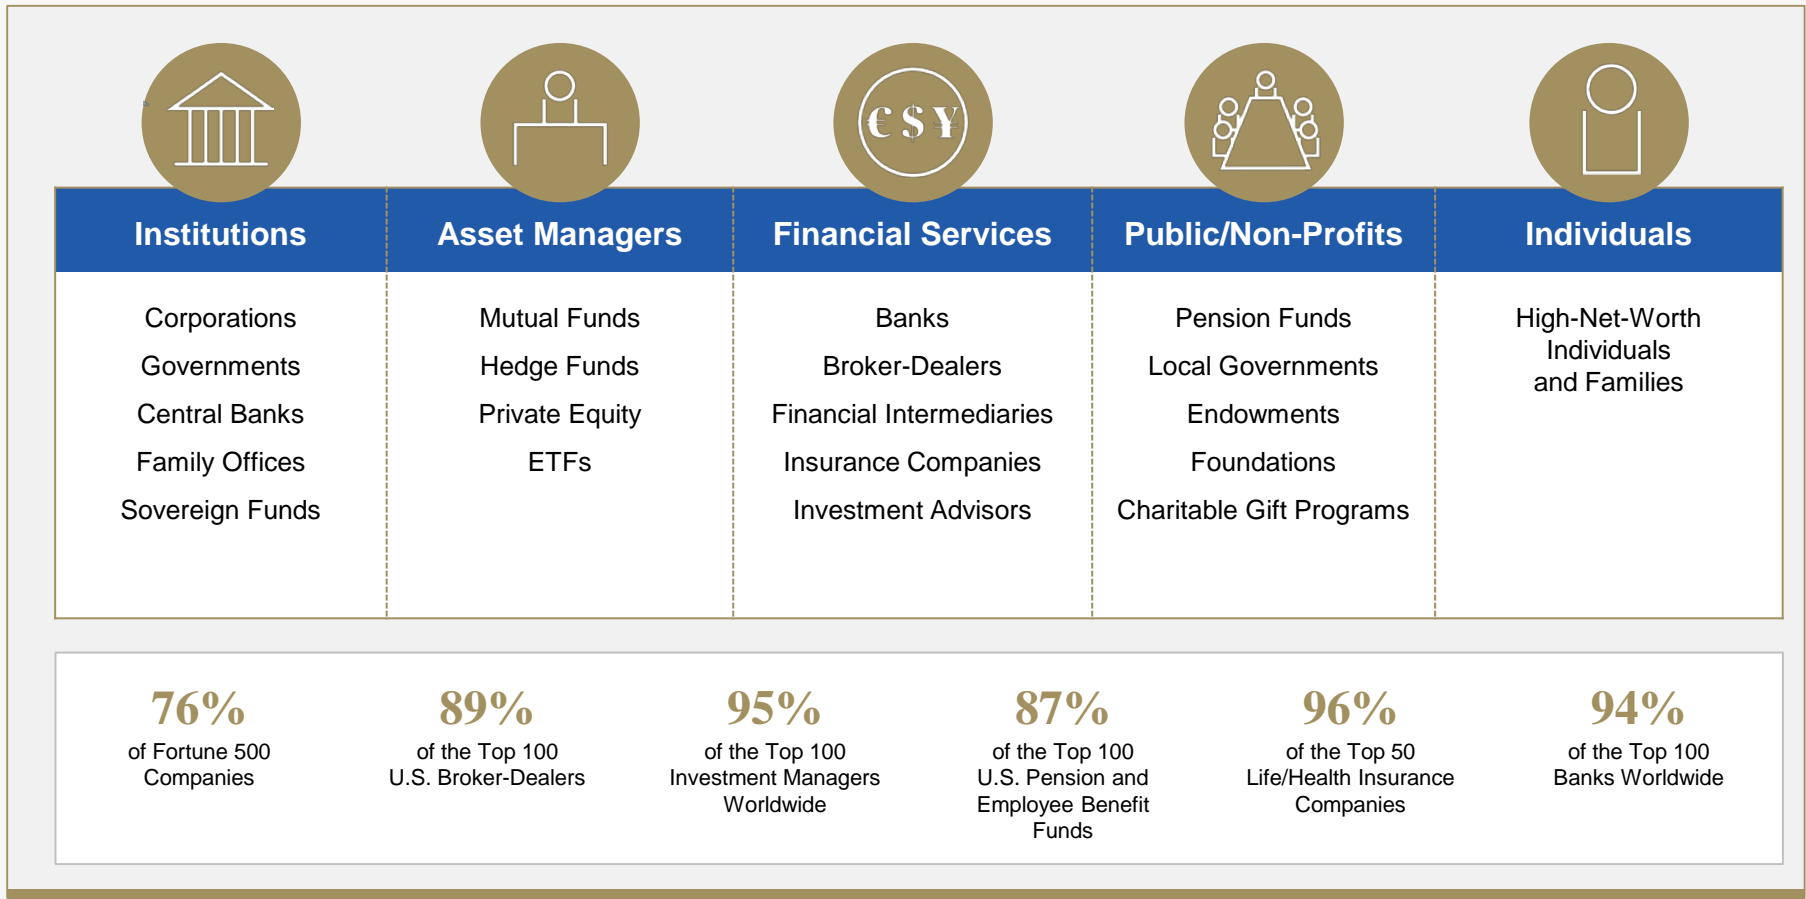 € $ ¥
Institutions
Corporations
Governments
Central Banks
Family Offices
Sovereign Funds
Asset Managers
Mutual Funds
Hedge Funds
Private Equity
ETFs
Financial Services
Banks
Broker-Dealers
Financial Intermediaries
Insurance Companies
Investment Advisors
Public/Non-Profits
Pension Funds
Local Governments
Endowments
Foundations
Charitable Gift Programs
Individuals
High-Net-Worth
Individuals
and Families
76%
of Fortune 500
Companies
89%
of the Top 100
U.S. Broker-Dealers
95%
of the Top 100
Investment Managers
Worldwide
87%
of the Top 100
U.S. Pension and
Employee Benefit
Funds
96%
of the Top 50
Life/Health Insurance
Companies
94%
of the Top 100
Banks Worldwide